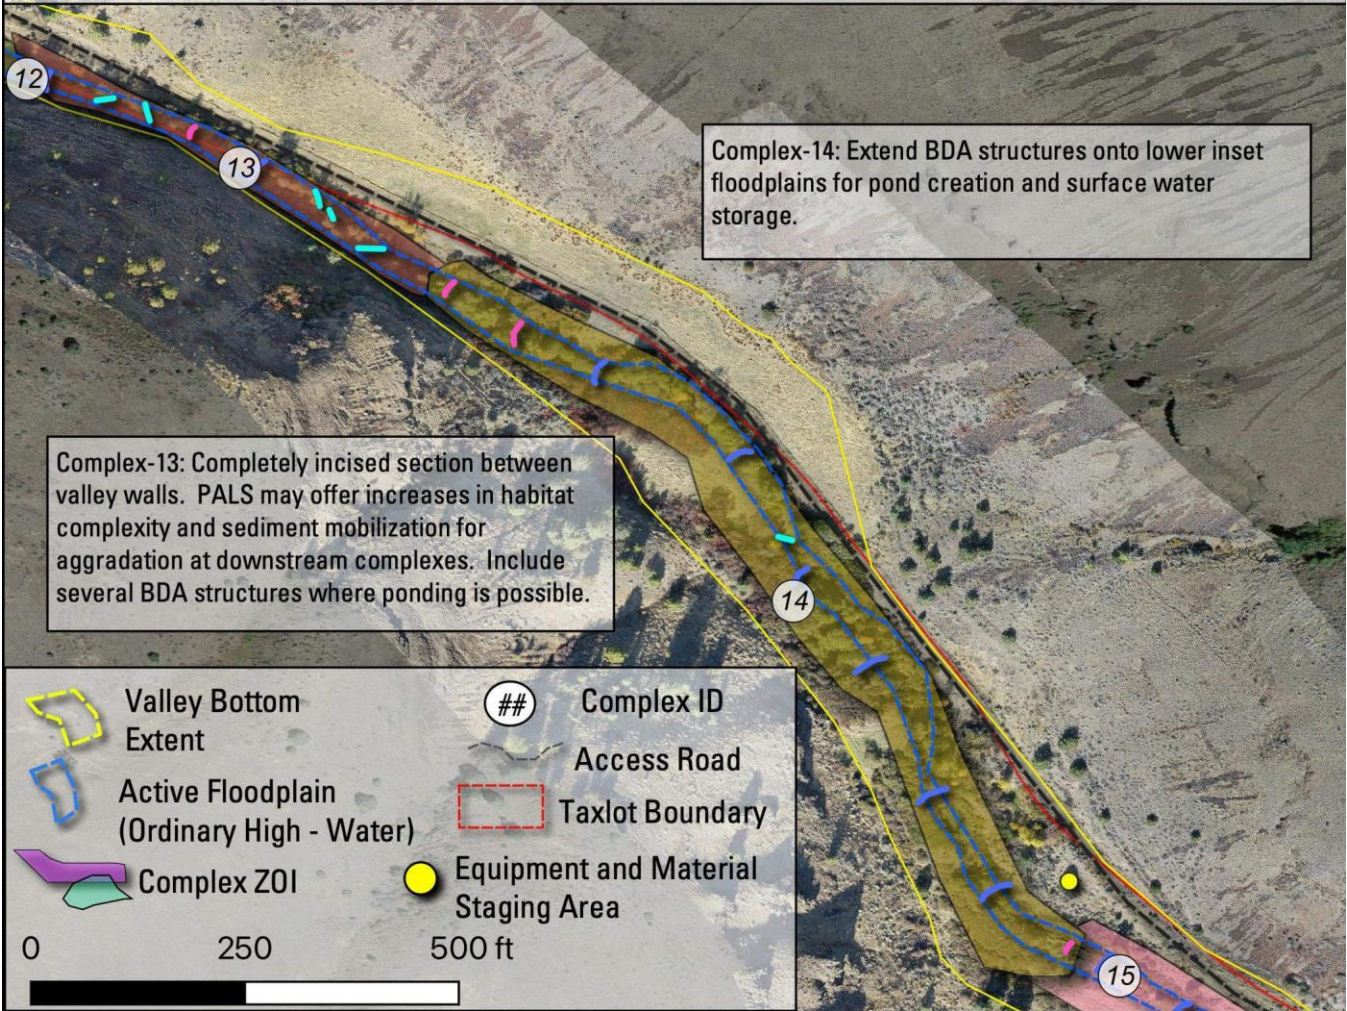 12
13
Complex-14: Extend BDA structures onto lower inset
floodplains for pond creation and surface water
storage.
Complex-13: Completely incised section between
valley walls.  PALS may offer increases in habitat
complexity and sediment mobilization for
aggradation at downstream complexes.  Include
several BDA structures where ponding is possible.
14
15
Valley Bottom
Extent
Active Floodplain
(Ordinary High - Water)
Complex ZOI
## Complex ID
Access Road
Taxlot Boundary
Equipment and Material
Staging Area
0 250 500 ft